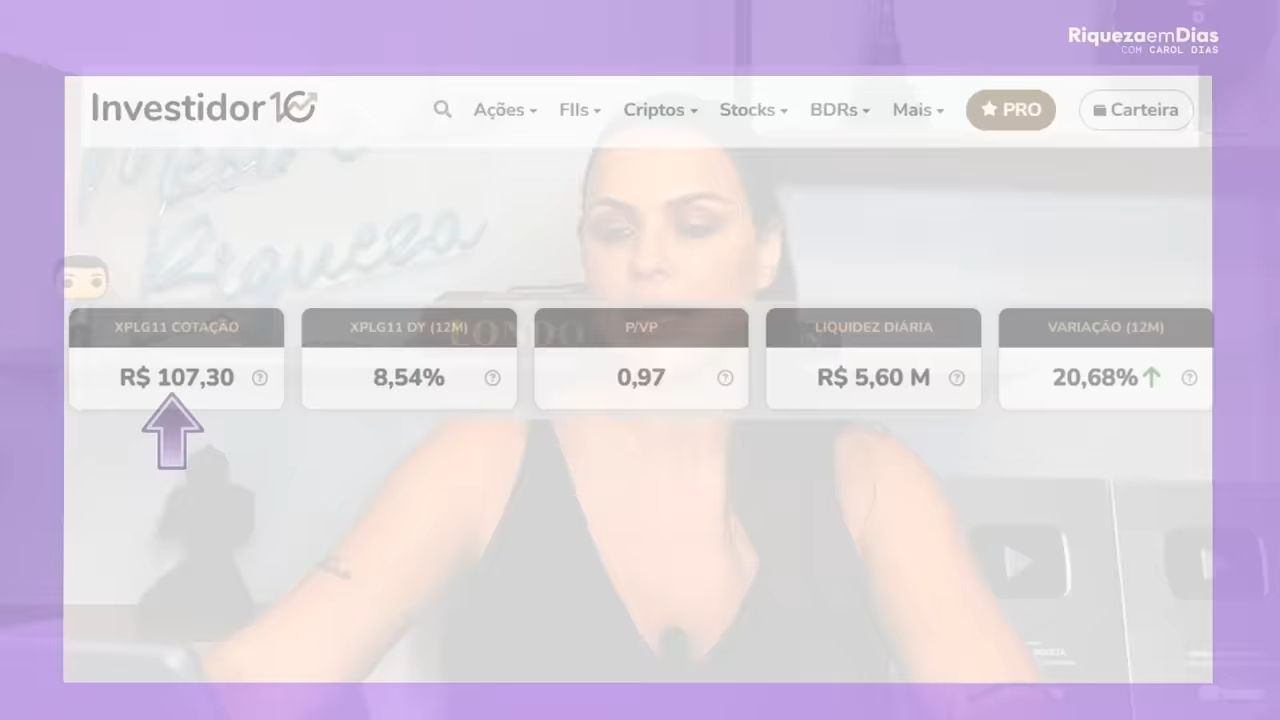 RiquezaemDias
COM CAROL DIAS
Investidor10
Ações
FIIs
Criptos
Stocks
BDRs
Mais
PRO
Carteira
Riqueza
XPLG11 COTAÇÃO
R$ 107,30
XPLG11 DY (12M)
8,54%
P/VP
0,97
LIQUIDEZ DIÁRIA
R$ 5,60 M
VARIAÇÃO (12M)
20,68%